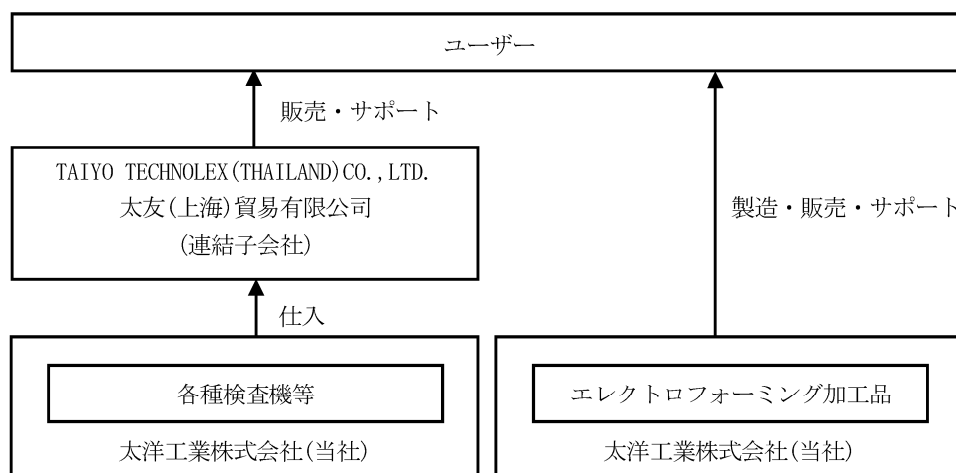 ユーザー
販売・サポート
TAIYO TECHNOLEX(THAILAND)CO.,LTD.
太友(上海)貿易有限公司
(連結子会社)
製造・販売・サポート
仕入
各種検査機等
太洋工業株式会社(当社)
エレクトロフォーミング加工品
太洋工業株式会社(当社)